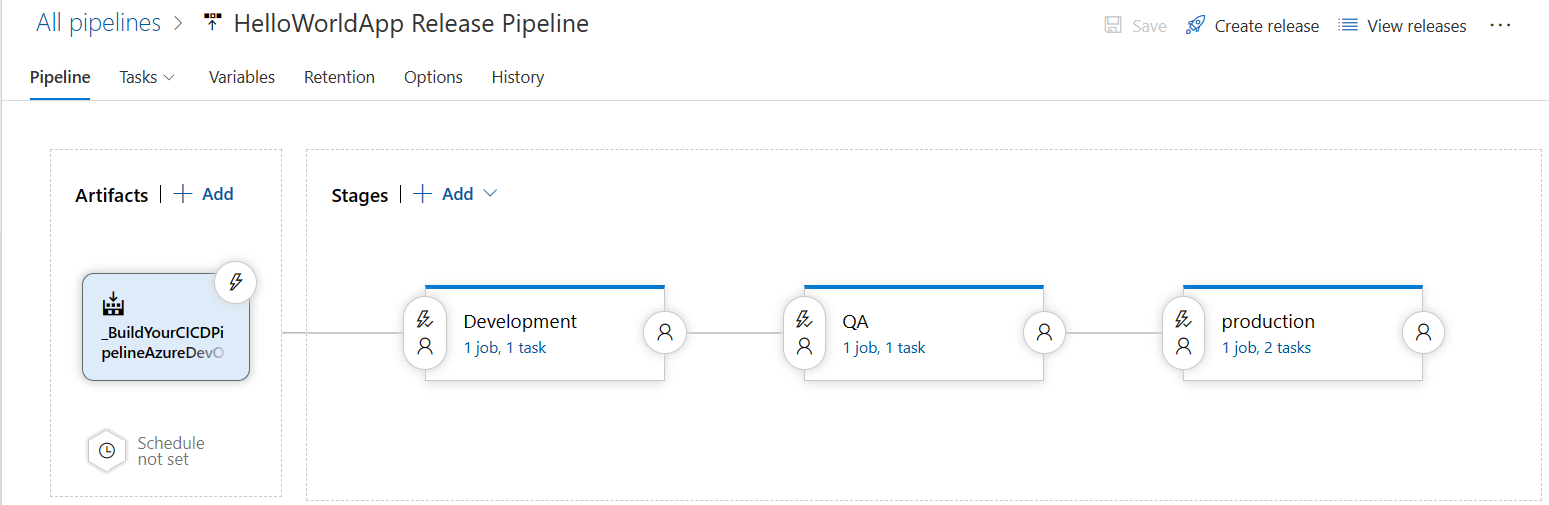 All pipelines > HelloWorldApp Release Pipeline
Save Create release View releases ...
Pipeline Tasks Variables Retention Options History
Artifacts | + Add
Stages | + Add
_BuildYourCICDPi
pelineAzureDevO
Schedule
not set
Development
1 job, 1 task
QA
1 job, 1 task
production
1 job, 2 tasks